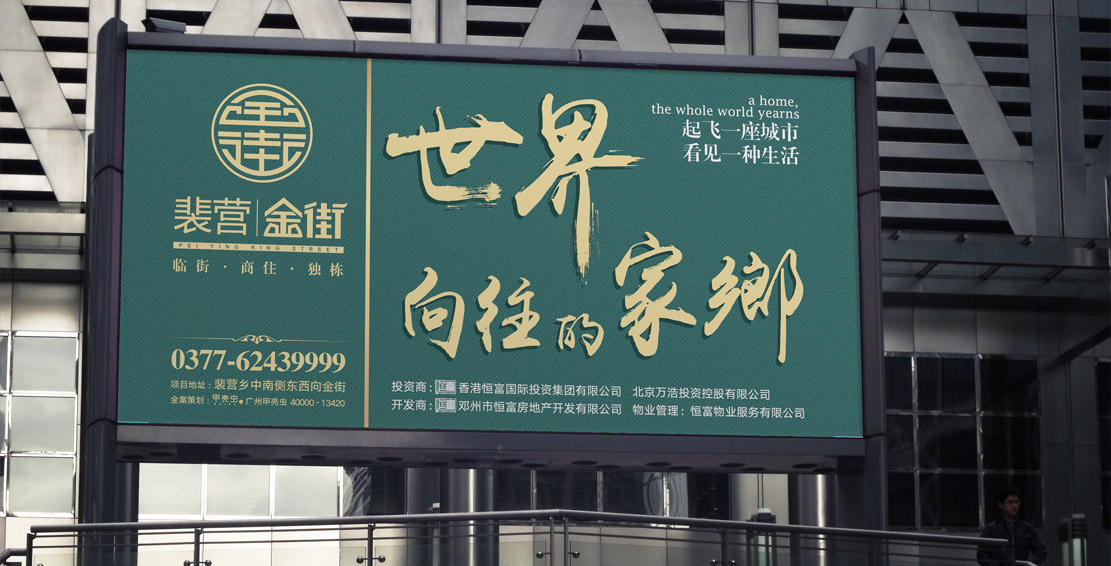 裴营 金街
PEI YING KING STREET
临街·商住·独栋
0377-62439999
项目地址：裴营乡中南侧东西向金街
全案策划：甲壳虫 广州甲壳虫 40000-13420
世界
向往的家鄉
a home,
the whole world yearns
起飞一座城市
看见一种生活
投资商：香港恒富国际投资集团有限公司 北京万浩投资控股有限公司
开发商：邓州市恒富房地产开发有限公司 物业管理：恒富物业服务有限公司